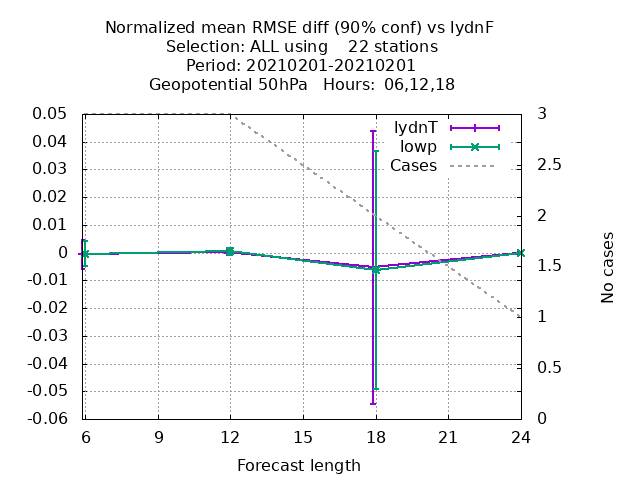 Normalized mean RMSE diff (90% conf) vs lydnF
Selection: ALL using    22 stations
Period: 20210201-20210201
Geopotential 50hPa   Hours:  06,12,18
0.05
0.04
0.03
0.02
0.01
0
-0.01
-0.02
-0.03
-0.04
-0.05
-0.06
lydnT
lowp
Cases
3
2.5
2
1.5
1
0.5
0
No cases
6
9
12
15
18
21
24
Forecast length